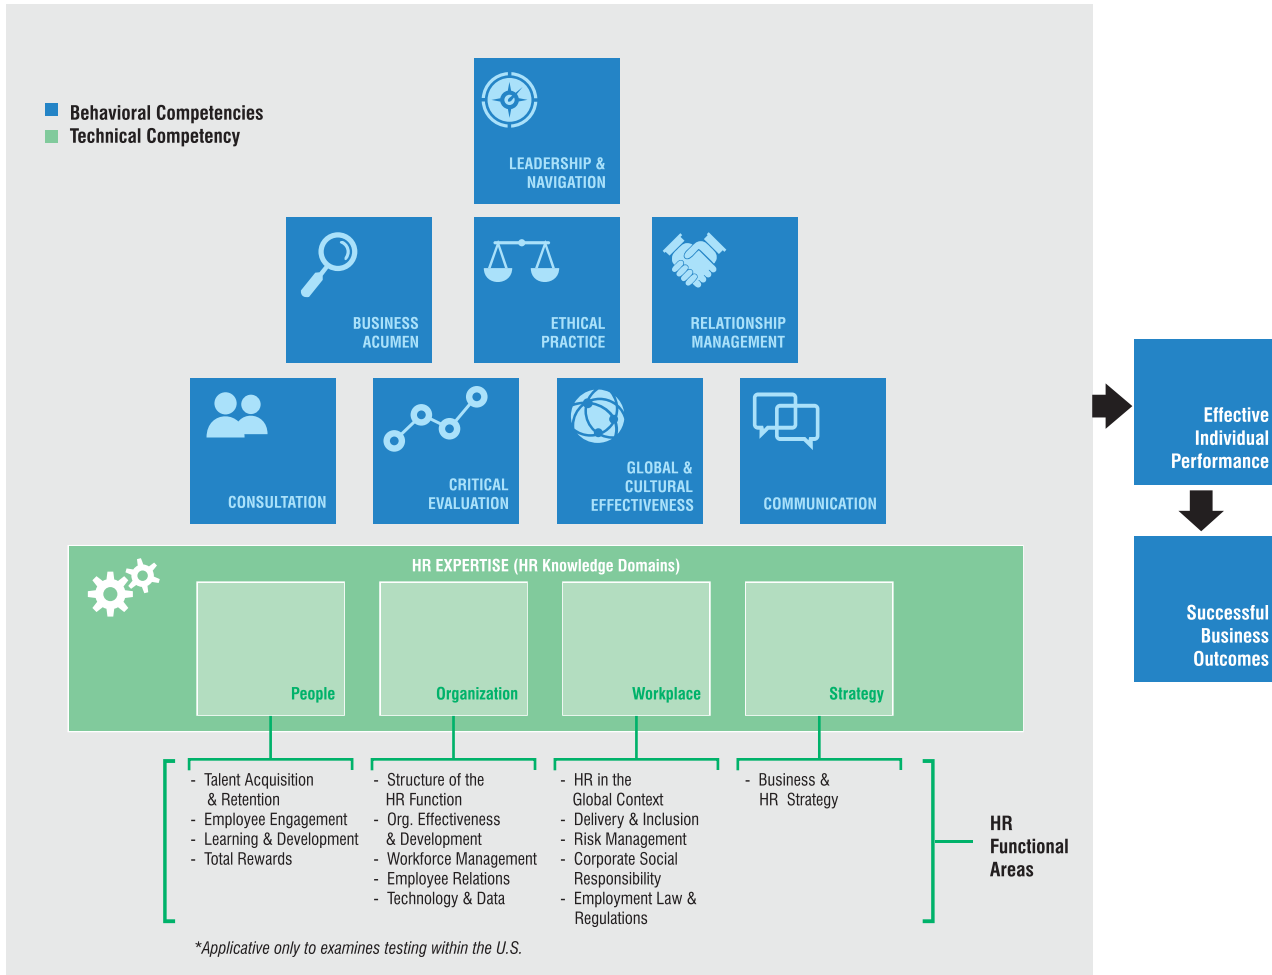 Behavioral Competencies
Technical Competency
LEADERSHIP &
NAVIGATION
BUSINESS
ACUMEN
ETHICAL
PRACTICE
RELATIONSHIP
MANAGEMENT
CONSULTATION
CRITICAL
EVALUATION
GLOBAL &
CULTURAL
EFFECTIVENESS
COMMUNICATION
HR EXPERTISE (HR Knowledge Domains)
People
Organization
Workplace
Strategy
- Talent Acquisition
& Retention
- Employee Engagement
- Learning & Development
- Total Rewards
- Structure of the
HR Function
- Org. Effectiveness
& Development
- Workforce Management
- Employee Relations
- Technology & Data
- HR in the
Global Context
- Delivery & Inclusion
- Risk Management
- Corporate Social
Responsibility
- Employment Law &
Regulations
- Business &
HR Strategy
HR
Functional
Areas
*Applicative only to examines testing within the U.S.
Effective
Individual
Performance
Successful
Business
Outcomes